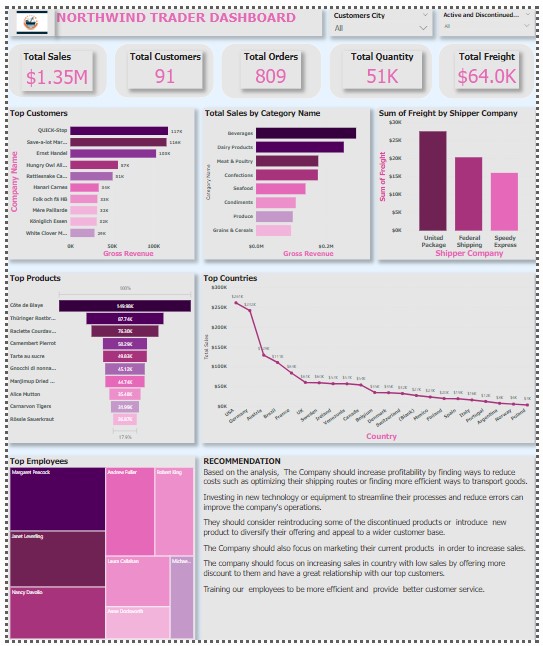 NORTHWIND TRADER DASHBOARD
Customers City
All
Active and Discontinued...
All
Total Sales
$1.35M
Total Customers
91
Total Orders
809
Total Quantity
51K
Total Freight
$64.0K
Top Customers
Company Name
QUICK-Stop
117K
Save-a-lot Mar...
Ernst Handel
Hungry Owl All...
57K
Rattlesnake Ca...
51K
Hanari Carnes
Folk och fä HB
33K
Mère Paillarde
Königlich Essen
White Clover M...
0K 50K 100K
Gross Revenue
Total Sales by Category Name
Category Name
Beverages
Dairy Products
Meat & Poultry
Confections
Seafood
Condiments
Produce
Grains & Cereals
$0.0M $0.2M
Gross Revenue
Sum of Freight by Shipper Company
Sum of Freight
$30K
$25K
$20K
$15K
$10K
$5K
$0K
United Package
Federal Shipping
Speedy Express
Shipper Company
Top Products
100%
Côte de Blaye
149.98K
Thüringer Rostbr...
87.74K
Raclette Courdav...
76.30K
Camembert Pierrot
50.29K
Tarte au sucre
49.83K
Gnocchi di nonna...
45.12K
Manjimup Dried ...
44.74K
Alice Mutton
Carnarvon Tigers
Rössle Sauerkraut
Top Countries
Total Sales
$300K
$250K
$200K
$150K
$100K
$50K
$0K
USA
Germany
Austria
Brazil
France
UK
Sweden
Ireland
Venezuela
Canada
Belgium
Denmark
Switzerland
(Blank)
Mexico
Finland
Spain
Italy
Portugal
Argentina
Norway
Poland
Country
Top Employees
Margaret Peacock
Janet Leverling
Nancy Davolio
Andrew Fuller
Robert King
Laura Callahan
Michae...
Anne Dodsworth
RECOMMENDATION
Based on the analysis, The Company should increase profitability by finding ways to reduce
costs such as optimizing their shipping routes or finding more efficient ways to transport goods.
Investing in new technology or equipment to streamline their processes and reduce errors can
improve the company's operations.
They should consider reintroducing some of the discontinued products or introduce new
product to diversify their offering and appeal to a wider customer base.
The Company should also focus on marketing their current products in order to increase sales.
The company should focus on increasing sales in country with low sales by offering more
discount to them and have a great relationship with our top customers.
Training our employees to be more efficient and provide better customer service.